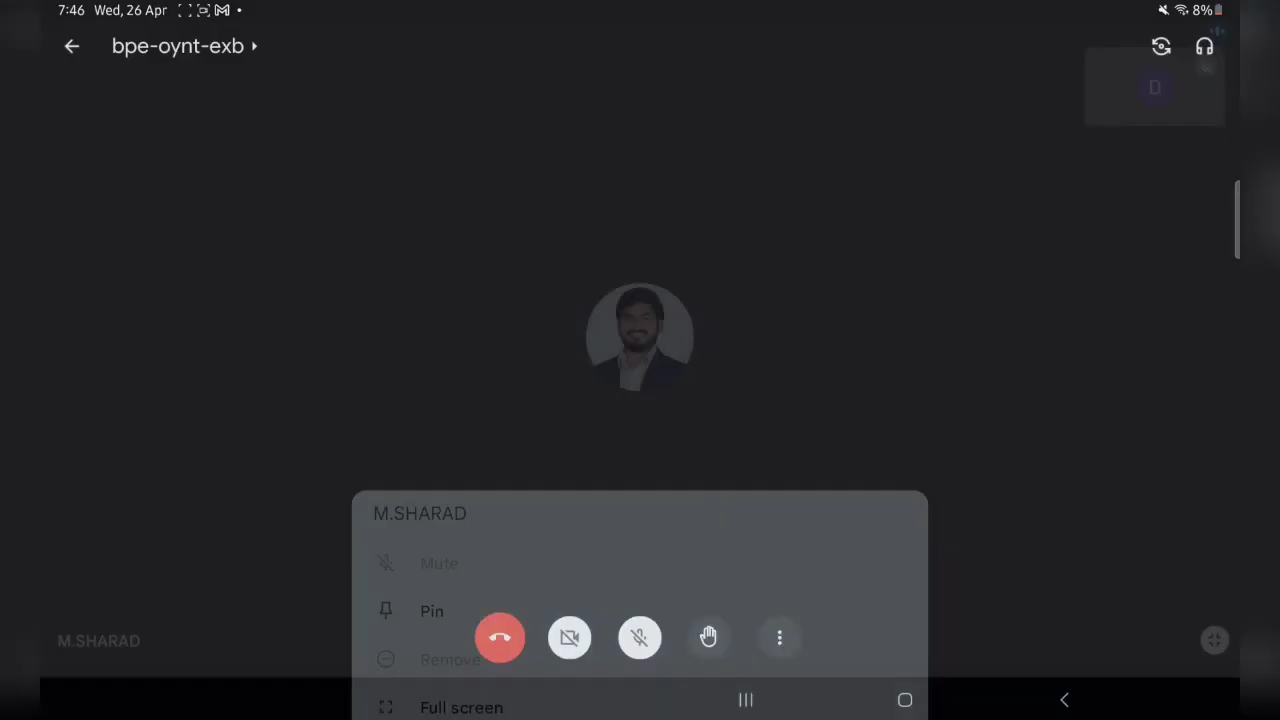 7:46 Wed, 26 Apr 8%
bpe-oynt-exb
D
M.SHARAD
Mute
Pin
M.SHARAD
Remove
Full screen